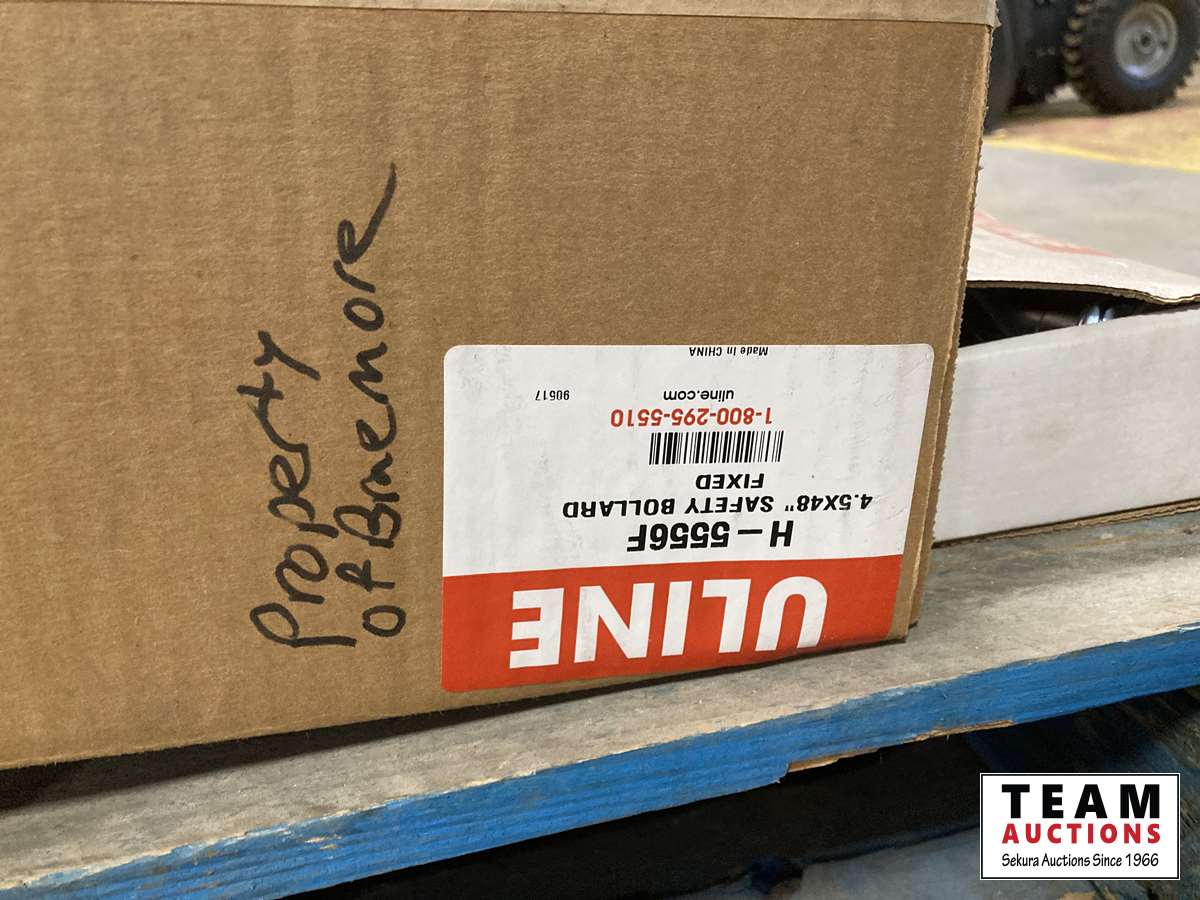 Property
of Braemore
ULINE
H-5556F
4.5X48" SAFETY BOLLARD
FIXED
1-800-295-5510
uline.com
90517
Made In CHINA
TEAM
AUCTIONS
Sekura Auctions Since 1966